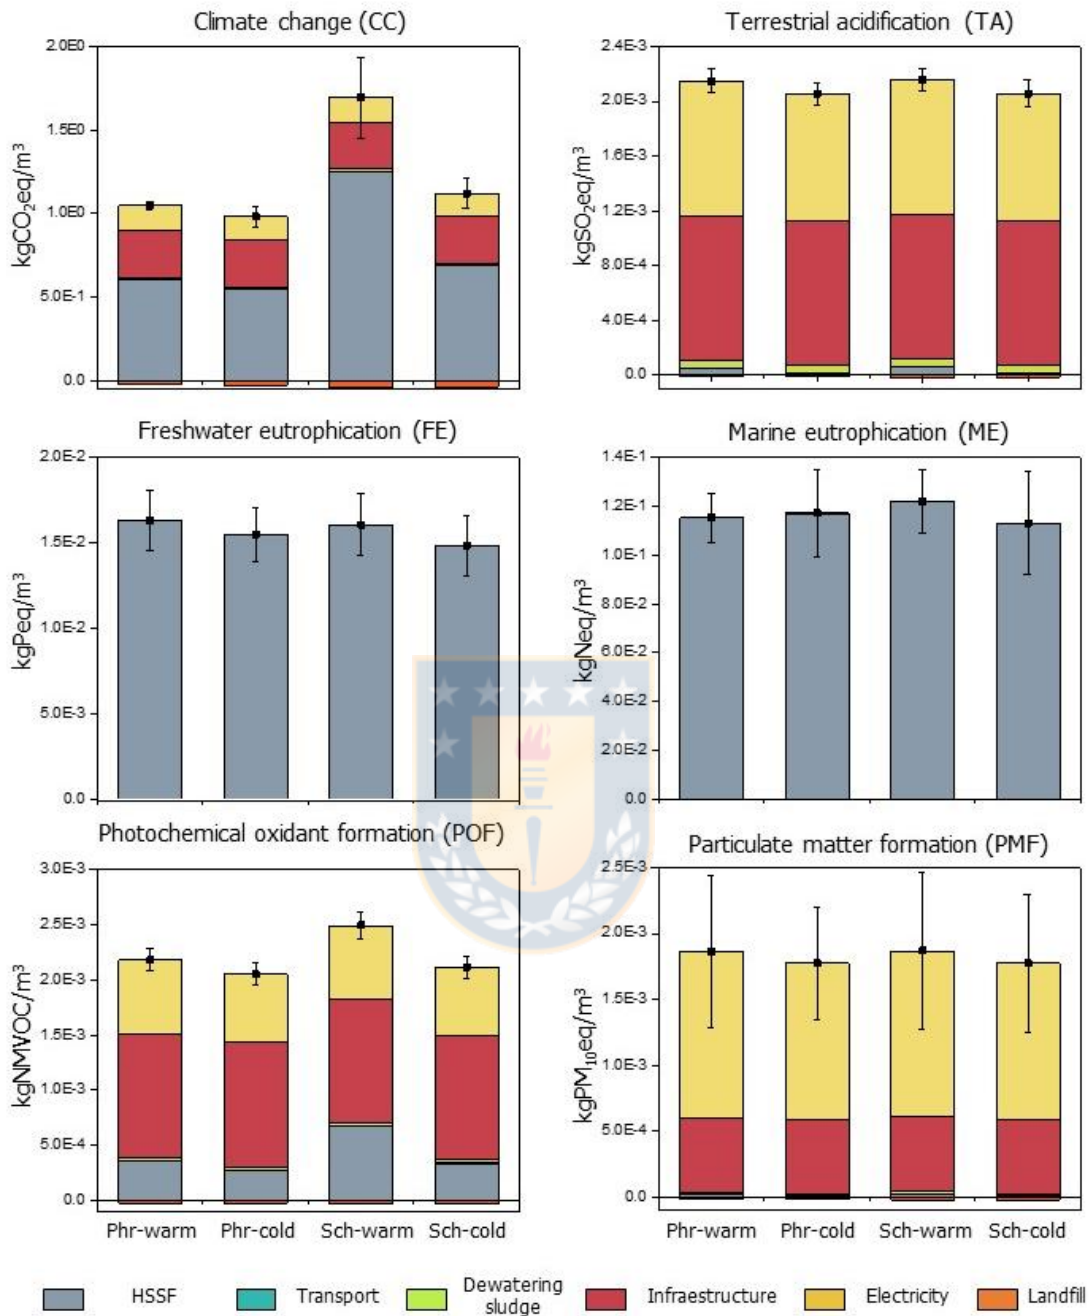 Climate change (CC)
Terrestrial acidification (TA)
2.0E0
1.5E0
1.0E0
5.0E-1
0.0
kgCO₂eq/m³
2.4E-3
2.0E-3
1.6E-3
1.2E-3
8.0E-4
4.0E-4
0.0
kgSO₂eq/m³
Freshwater eutrophication (FE)
Marine eutrophication (ME)
2.0E-2
1.5E-2
1.0E-2
5.0E-3
0.0
kgPeq/m³
1.4E-1
1.2E-1
1.0E-1
8.0E-2
6.0E-2
4.0E-2
2.0E-2
0.0
kgNeq/m³
Photochemical oxidant formation (POF)
Particulate matter formation (PMF)
3.0E-3
2.5E-3
2.0E-3
1.5E-3
1.0E-3
5.0E-4
0.0
kgNMVOC/m³
2.5E-3
2.0E-3
1.5E-3
1.0E-3
5.0E-4
0.0
kgPM₁₀eq/m³
Phr-warm Phr-cold Sch-warm Sch-cold
Phr-warm Phr-cold Sch-warm Sch-cold
HSSF Transport Dewatering sludge Infrastructure Electricity Landfill